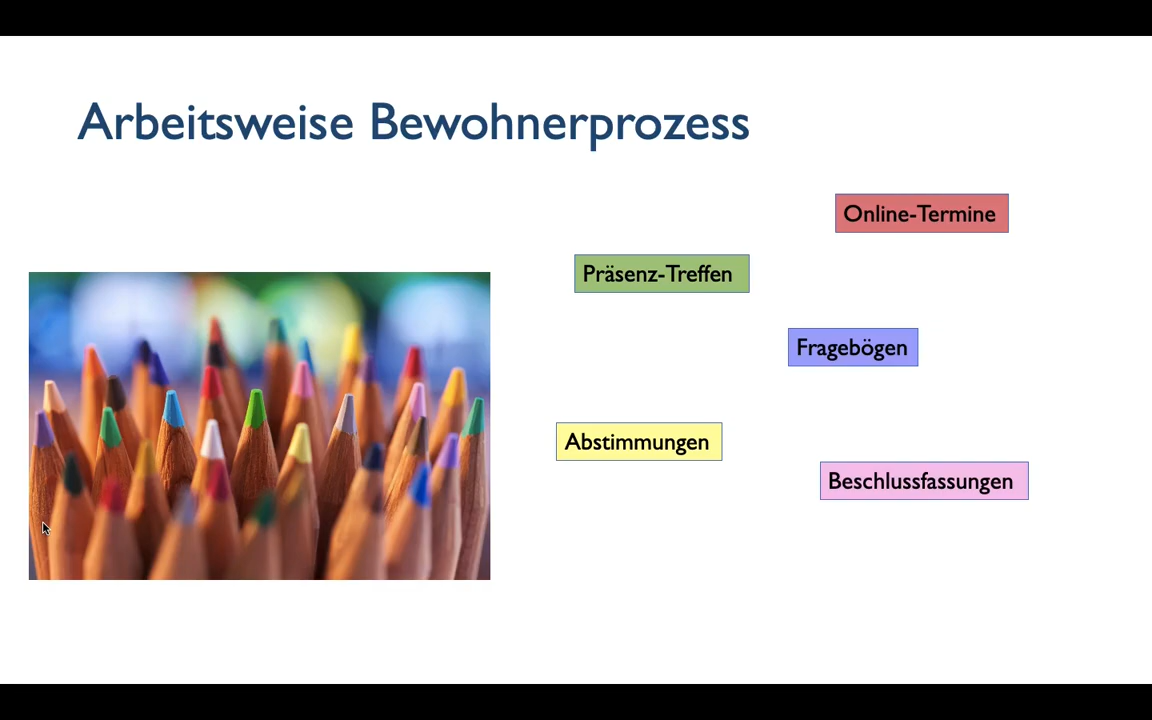 Arbeitsweise Bewohnerprozess
Online-Termine
Präsenz-Treffen
Fragebögen
Abstimmungen
Beschlussfassungen